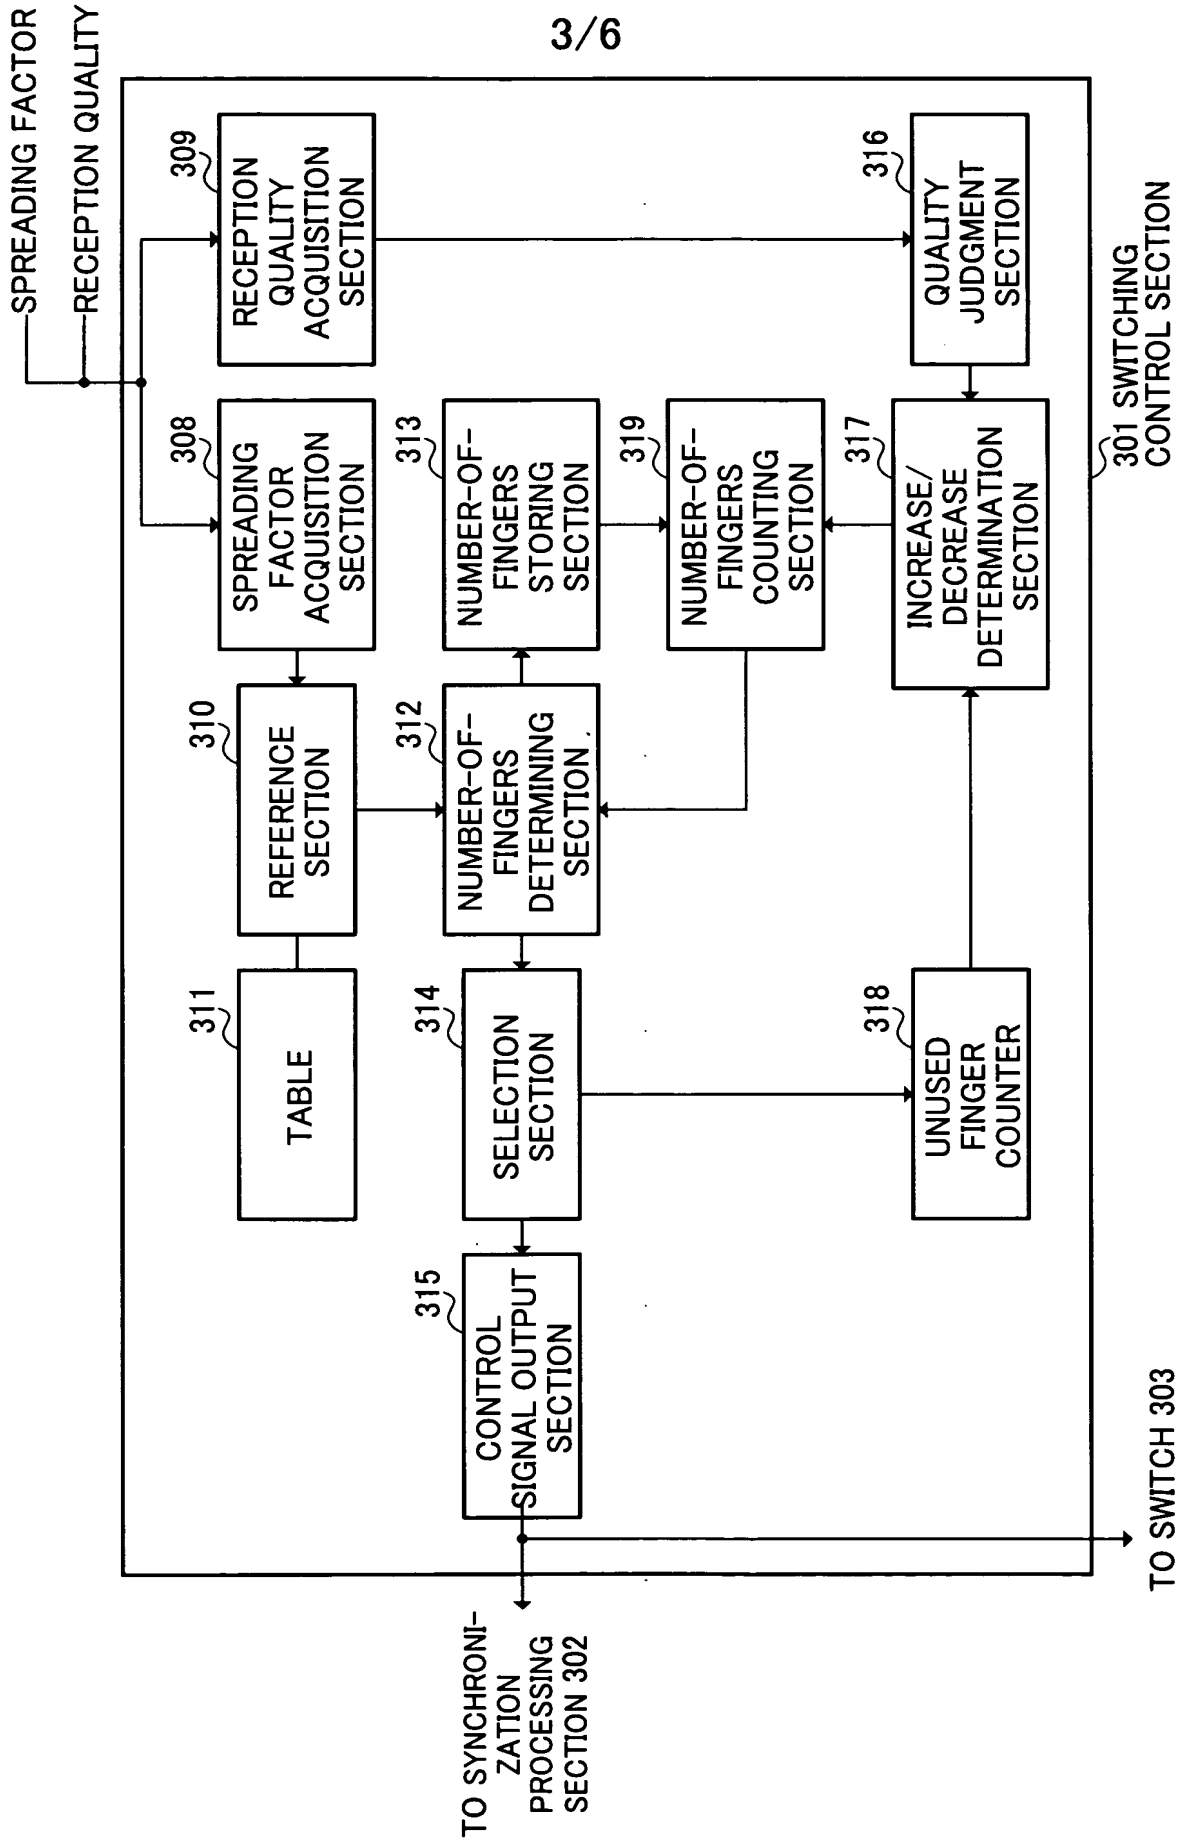 3/6
SPREADING FACTOR
RECEPTION QUALITY
309
RECEPTION
QUALITY
ACQUISITION
SECTION
316
QUALITY
JUDGMENT
SECTION
308
SPREADING
FACTOR
ACQUISITION
SECTION
313
NUMBER-OF-
FINGERS
STORING
SECTION
319
NUMBER-OF-
FINGERS
COUNTING
SECTION
317
INCREASE/
DECREASE
DETERMINATION
SECTION
301 SWITCHING
CONTROL SECTION
310
REFERENCE
SECTION
312
NUMBER-OF-
FINGERS
DETERMINING
SECTION
311
TABLE
314
SELECTION
SECTION
318
UNUSED
FINGER
COUNTER
315
CONTROL
SIGNAL OUTPUT
SECTION
TO SYNCHRONI-
ZATION
PROCESSING
SECTION 302
TO SWITCH 303